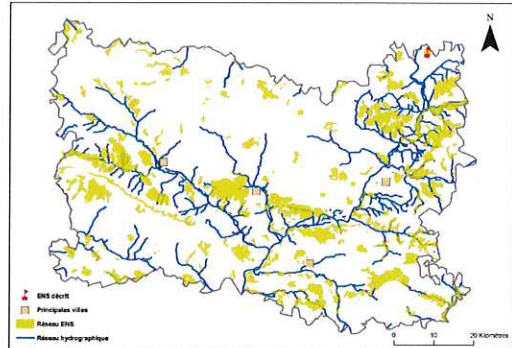 N
ENS décrit
Principales villes
Réseau ENS
Réseau hydrographique
0 10 20 Kilomètres